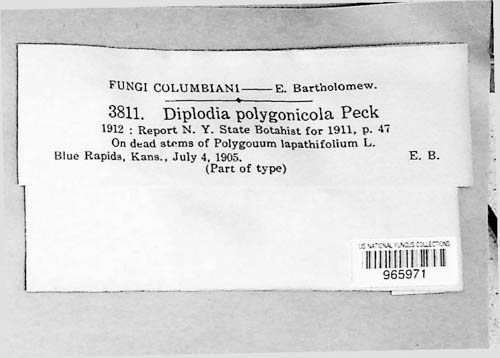 FUNGI COLUMBIANI — E. Bartholomew.
3811. Diplodia polygonicola Peck
1912 : Report N. Y. State Botahist for 1911, p. 47
On dead stems of Polygouum lapathifolium L.
Blue Rapids, Kans., July 4, 1905. E. B.
(Part of type)
US NATIONAL FUNGUS COLLECTIONS
965971